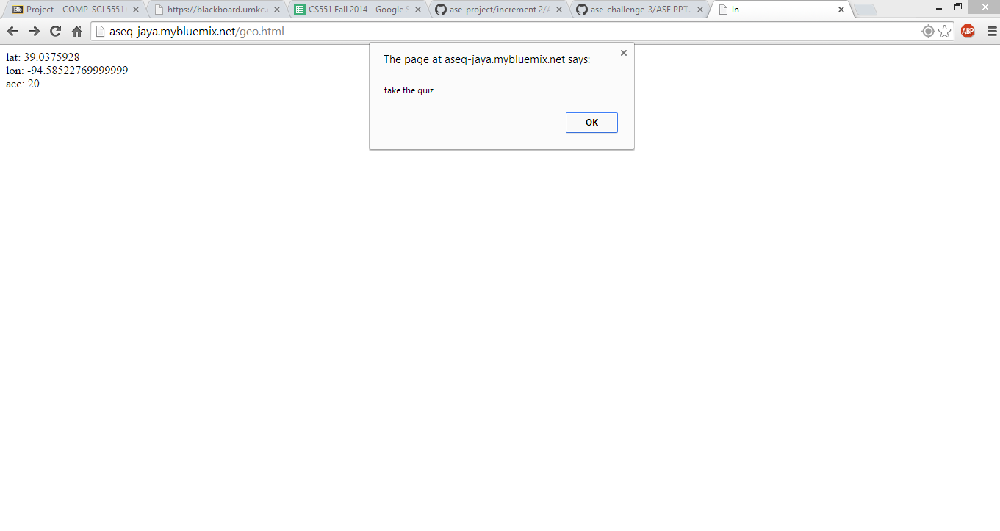 Bb Project – COMP-SCI 5551
https://blackboard.umkc.
CS551 Fall 2014 - Google S
ase-project/increment 2/A
ase-challenge-3/ASE PPT.
In
aseq-jaya.mybluemix.net/geo.html
ABP
lat: 39.0375928
lon: -94.58522769999999
acc: 20
The page at aseq-jaya.mybluemix.net says:
take the quiz
OK